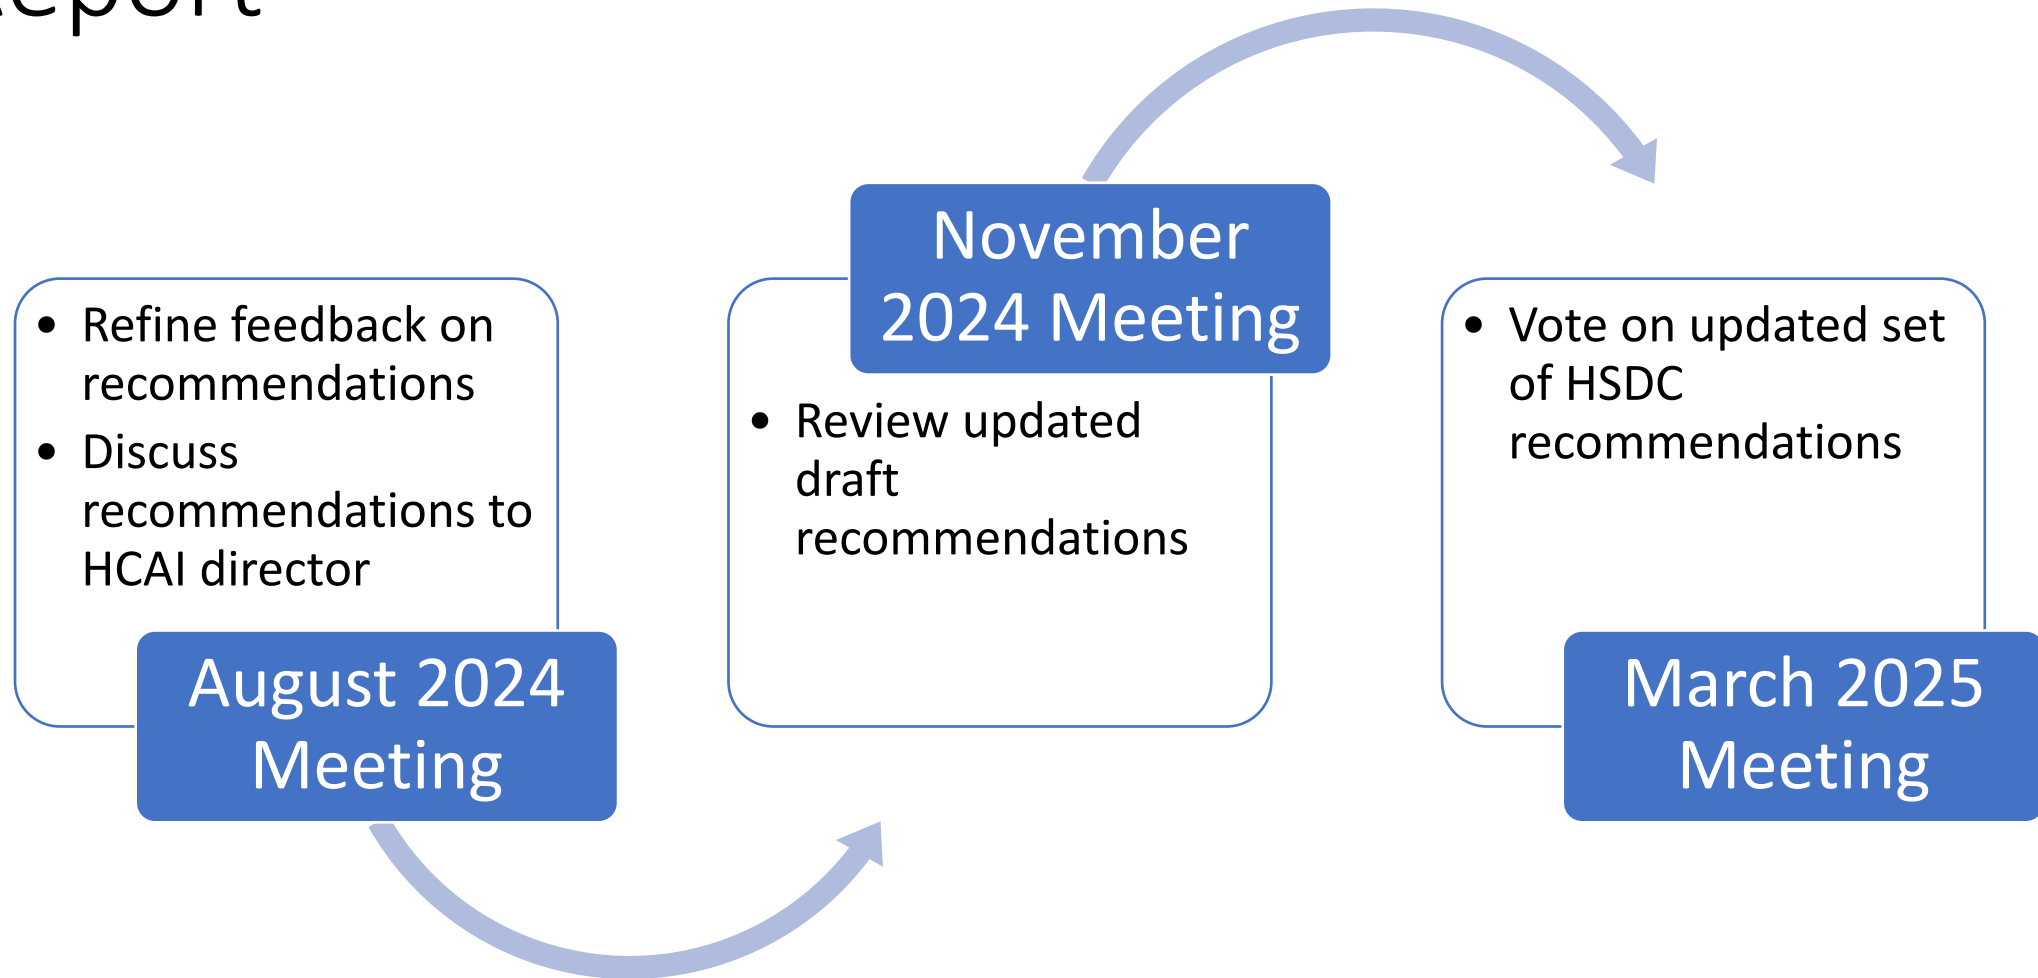 • Refine feedback on
recommendations
• Discuss
recommendations to
HCAI director
August 2024
Meeting
November
2024 Meeting
• Review updated
draft
recommendations
• Vote on updated set
of HSDC
recommendations
March 2025
Meeting